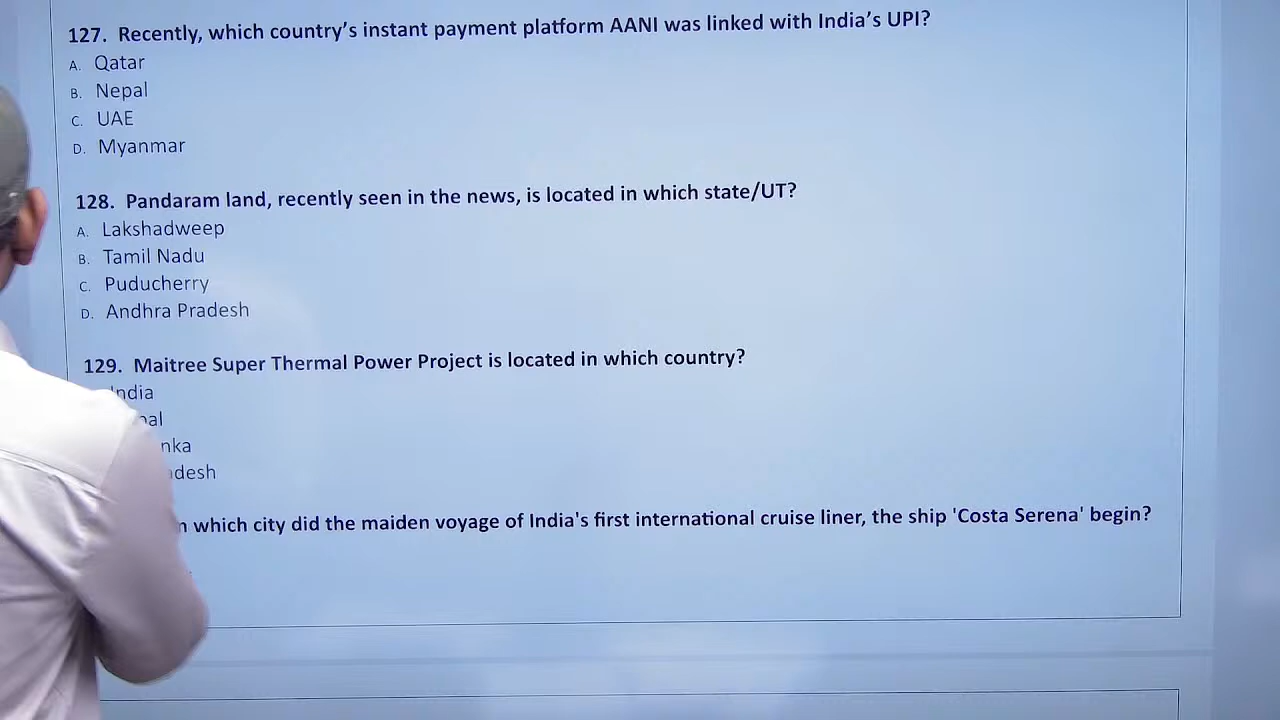 127. Recently, which country’s instant payment platform AANI was linked with India’s UPI?
A. Qatar
B. Nepal
C. UAE
D. Myanmar
128. Pandaram land, recently seen in the news, is located in which state/UT?
A. Lakshadweep
B. Tamil Nadu
C. Puducherry
D. Andhra Pradesh
129. Maitree Super Thermal Power Project is located in which country?
ndia
which city did the maiden voyage of India's first international cruise liner, the ship 'Costa Serena' begin?